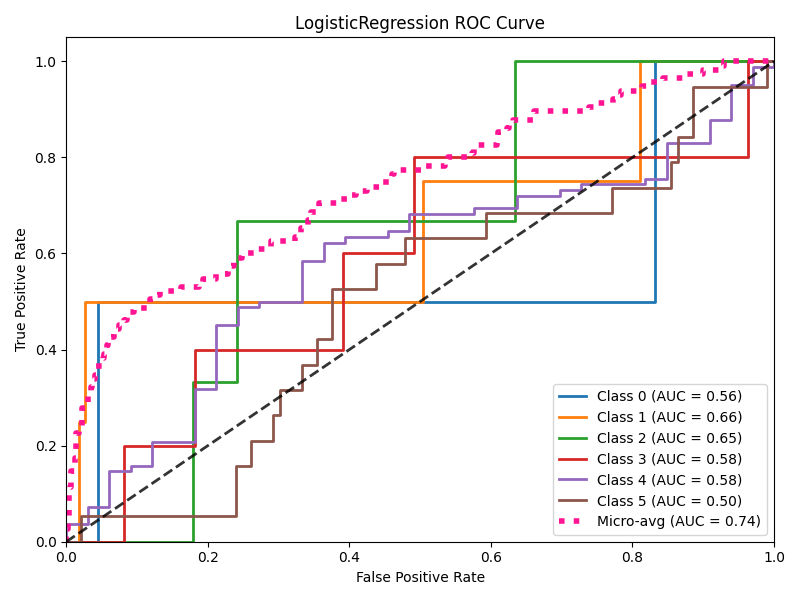 LogisticRegression ROC Curve
True Positive Rate
1.0
0.8
0.6
0.4
0.2
0.0
0.0 0.2 0.4 0.6 0.8 1.0
False Positive Rate
Class 0 (AUC = 0.56)
Class 1 (AUC = 0.66)
Class 2 (AUC = 0.65)
Class 3 (AUC = 0.58)
Class 4 (AUC = 0.58)
Class 5 (AUC = 0.50)
Micro-avg (AUC = 0.74)